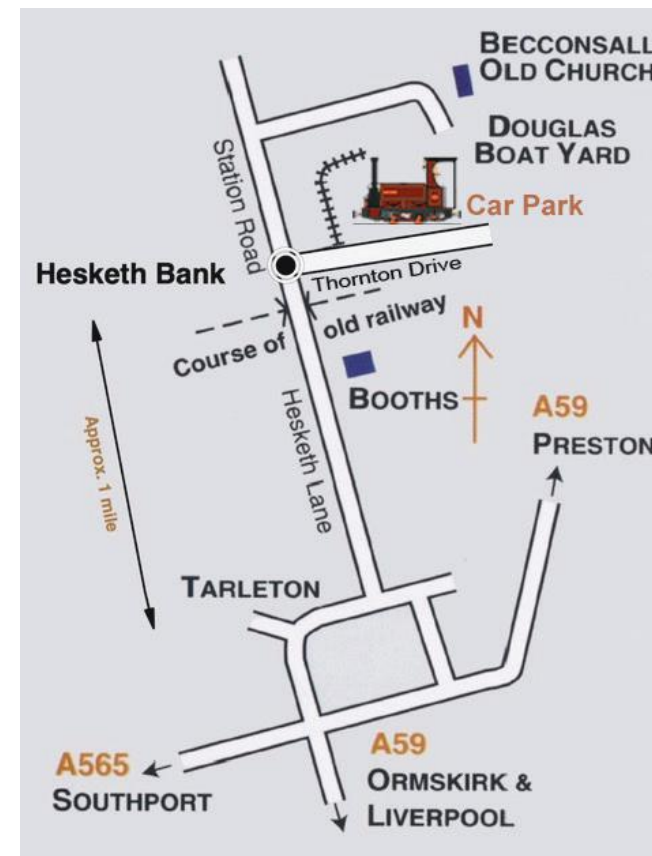 BECCONSALL
OLD CHURCH
DOUGLAS
BOAT YARD
Station Road
Car Park
Hesketh Bank
Thornton Drive
Course of old railway
N
BOOTHS
A59
PRESTON
Approx. 1 mile
Hesketh Lane
TARLETON
A565
SOUTHPORT
A59
ORMSKIRK &
LIVERPOOL